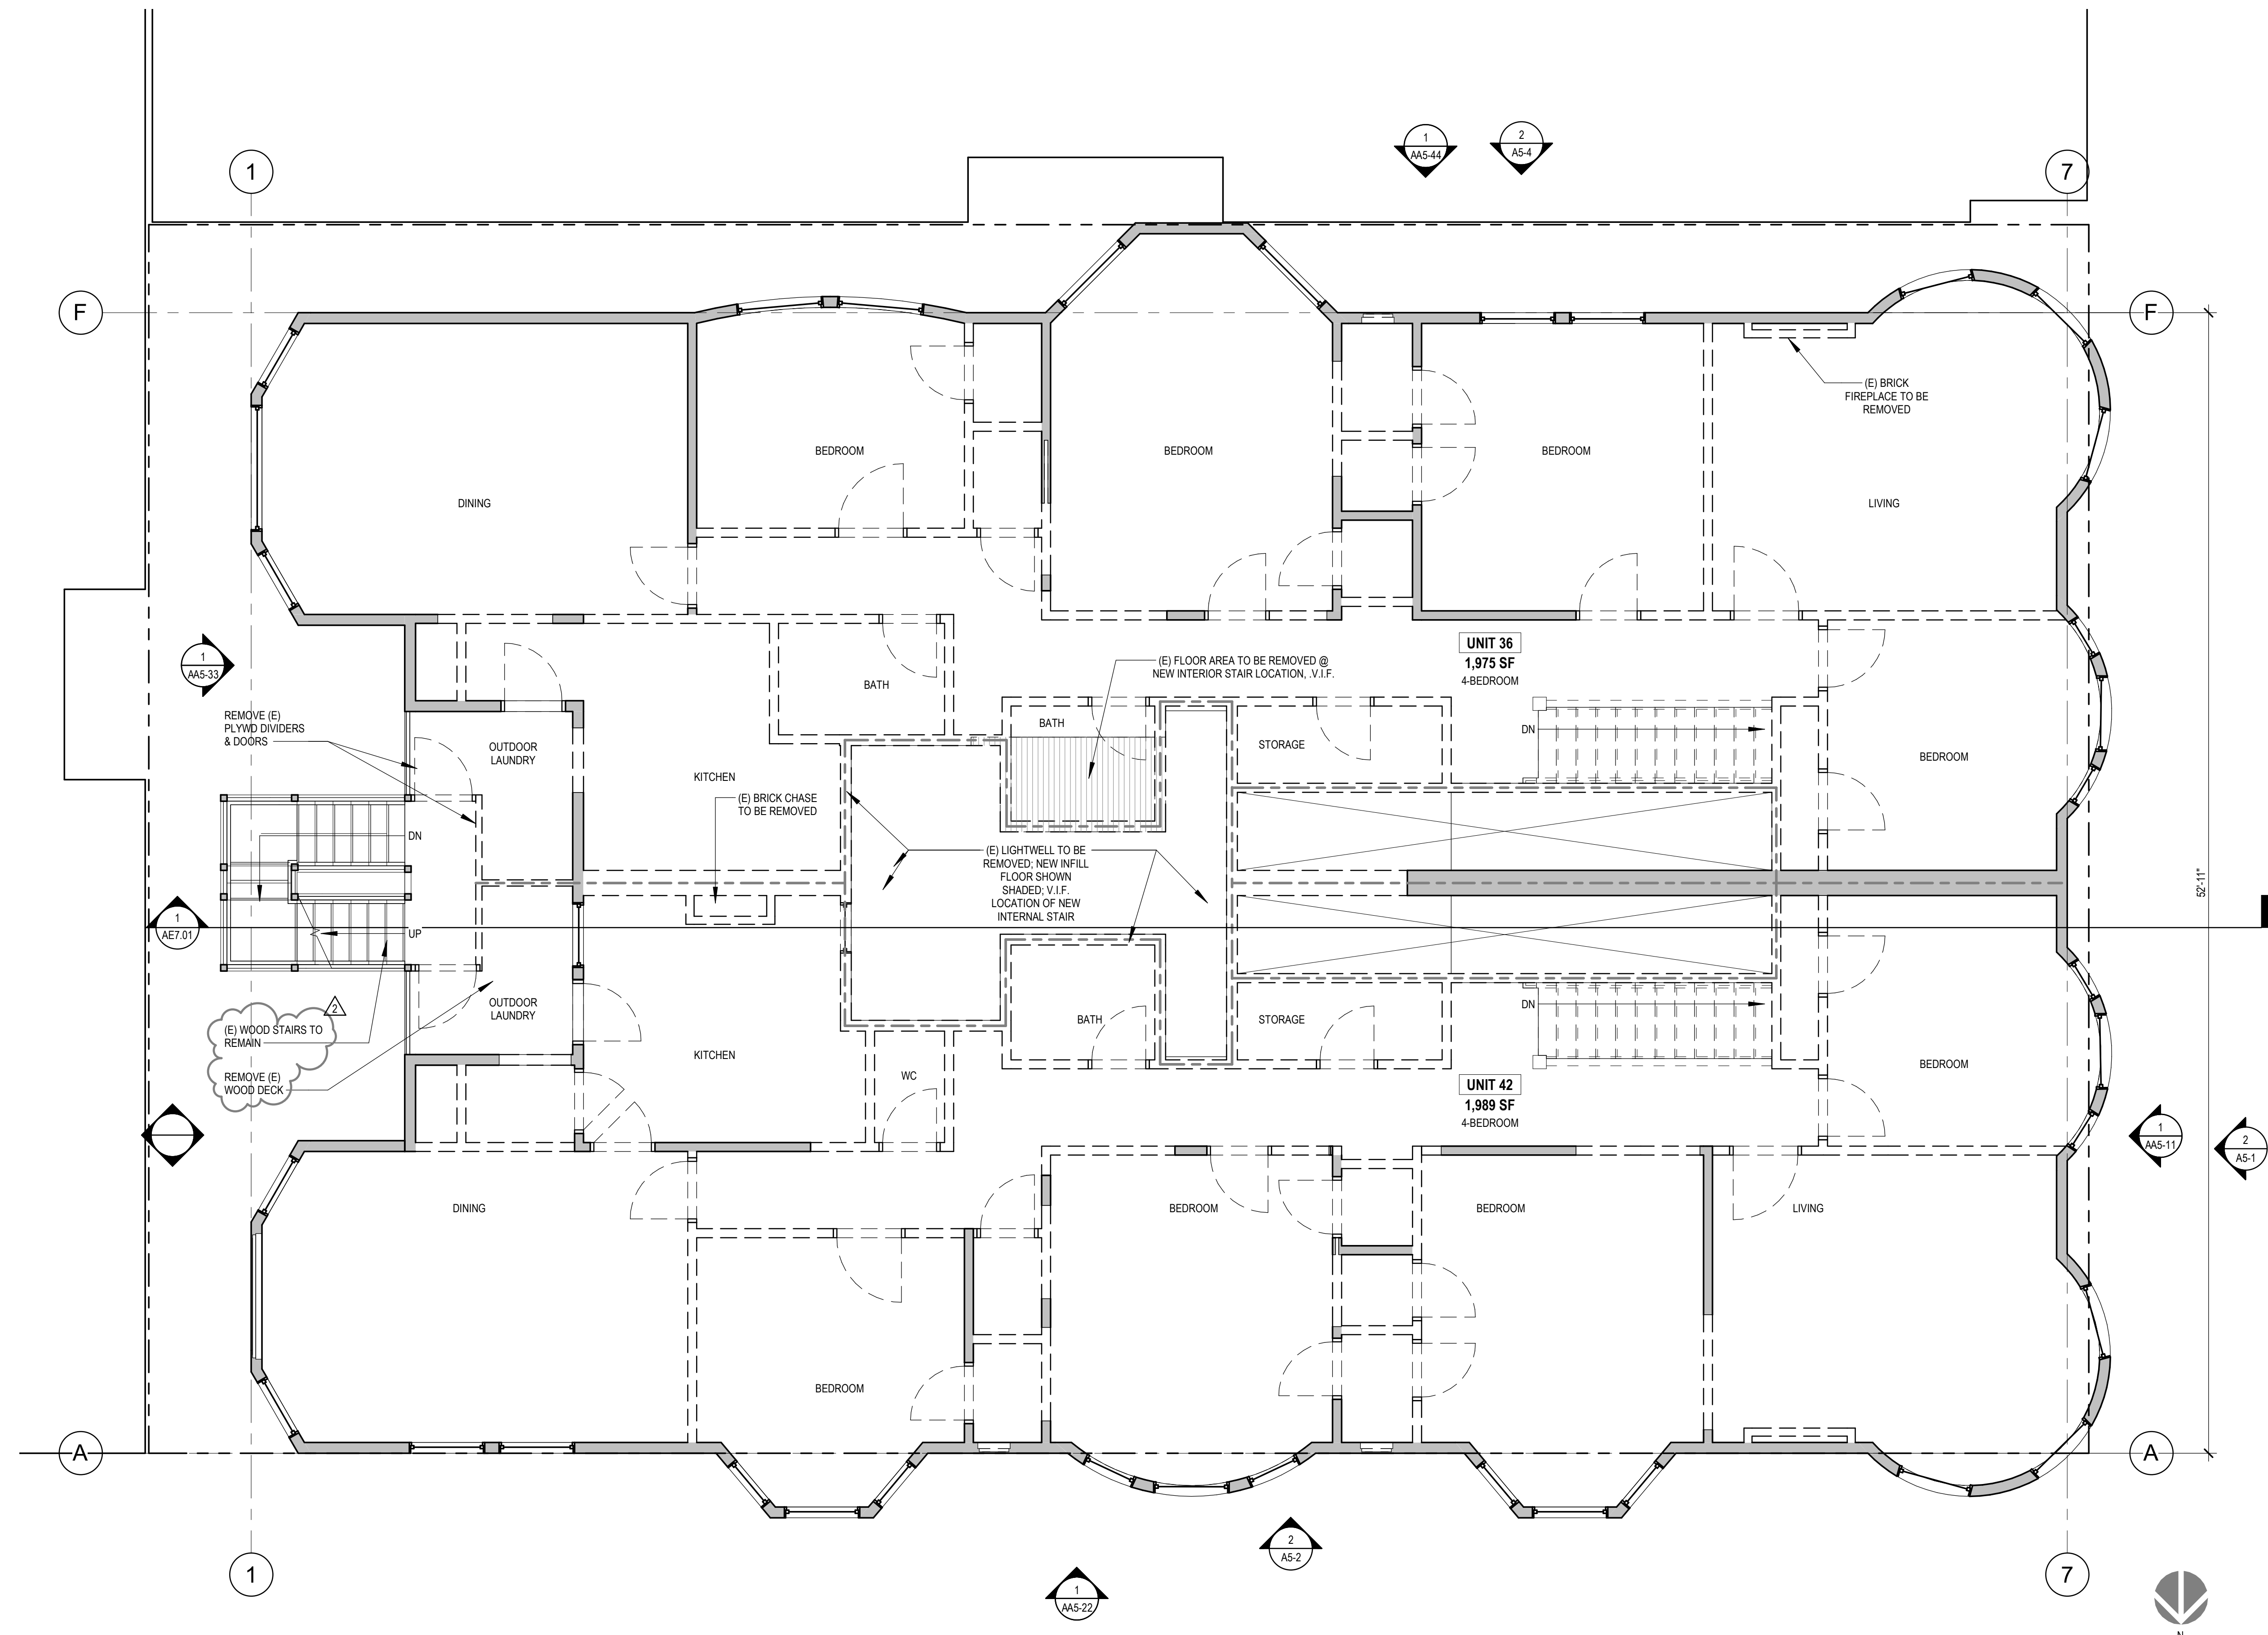 1
AA5-44
2
A5-4
1
7
F
F
(E) BRICK
FIREPLACE TO BE
REMOVED
BEDROOM
BEDROOM
BEDROOM
DINING
LIVING
UNIT 36
1,975 SF
4-BEDROOM
1
AA5-33
(E) FLOOR AREA TO BE REMOVED @
NEW INTERIOR STAIR LOCATION, .V.I.F.
BATH
REMOVE (E)
PLYWD DIVIDERS
& DOORS
BATH
DN
OUTDOOR
LAUNDRY
STORAGE
BEDROOM
KITCHEN
(E) BRICK CHASE
TO BE REMOVED
DN
(E) LIGHTWELL TO BE
REMOVED; NEW INFILL
FLOOR SHOWN
SHADED; V.I.F.
LOCATION OF NEW
INTERNAL STAIR
52'-11"
1
AE7.01
UP
2
OUTDOOR
LAUNDRY
(E) WOOD STAIRS TO
REMAIN
BATH
STORAGE
DN
KITCHEN
BEDROOM
REMOVE (E)
WOOD DECK
WC
UNIT 42
1,989 SF
4-BEDROOM
1
AA5-11
2
A5-1
DINING
BEDROOM
BEDROOM
LIVING
BEDROOM
A
A
1
7
2
A5-2
1
AA5-22
N